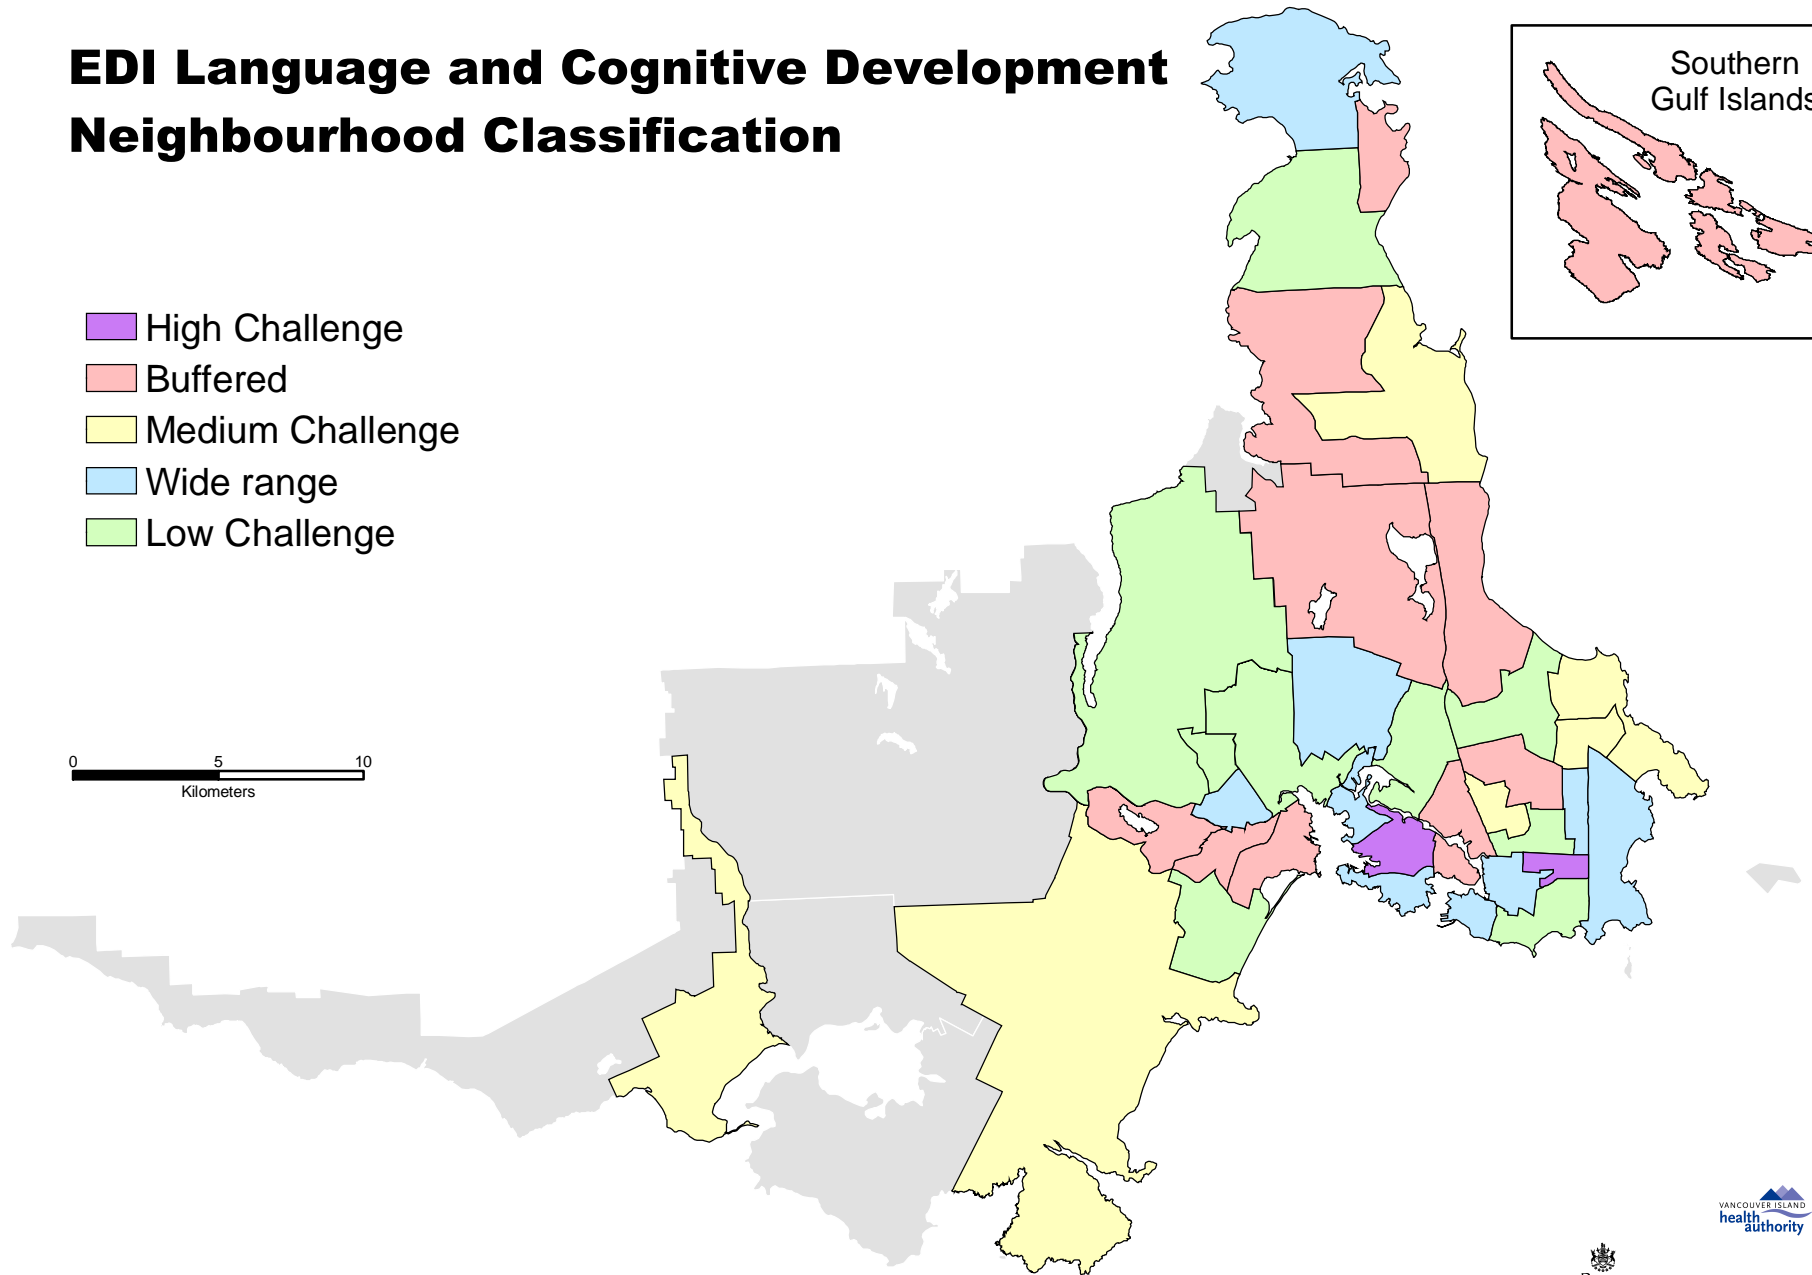 EDI Language and Cognitive Development
Neighbourhood Classification
Southern
Gulf Islands
High Challenge
Buffered
Medium Challenge
Wide range
Low Challenge
0 5 10
Kilometers
VANCOUVER ISLAND
health
authority